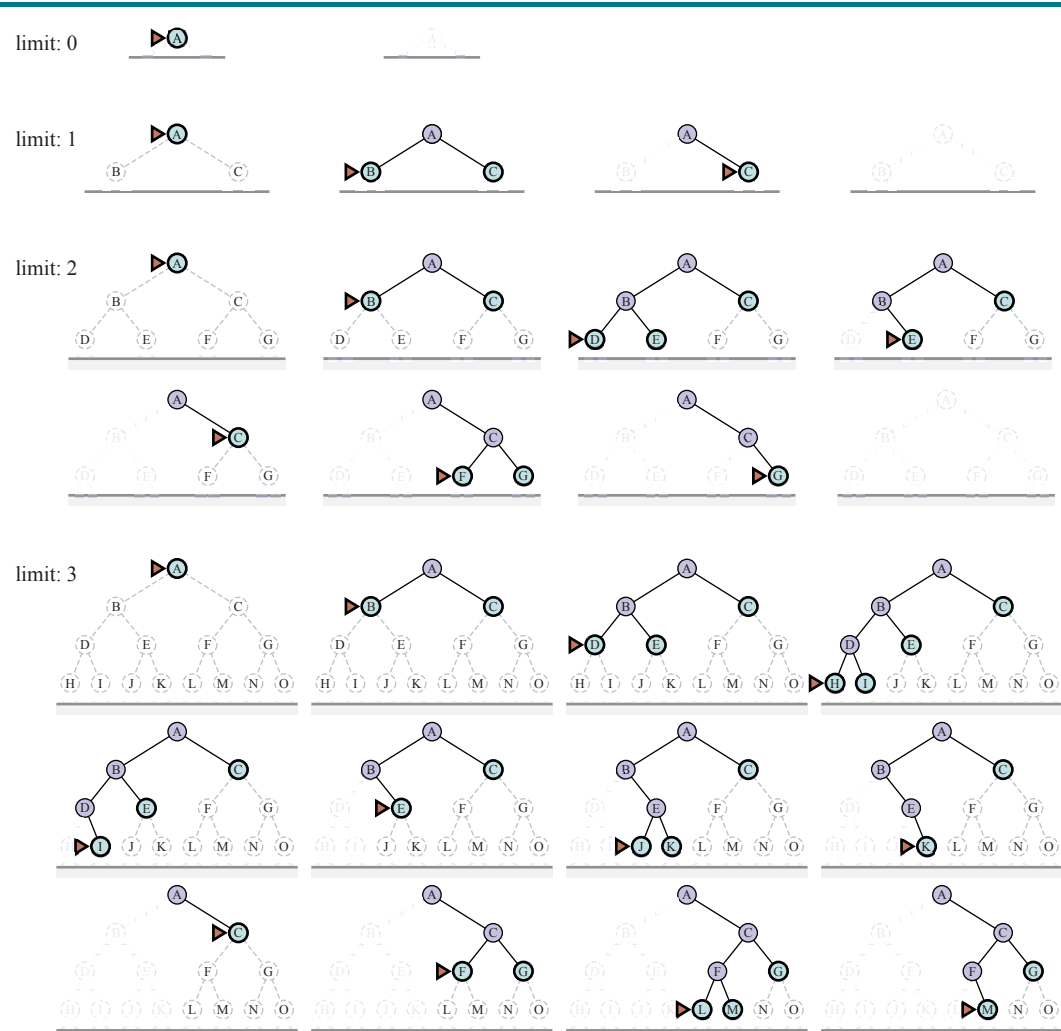 limit: 0
A
A
limit: 1
A A A A
B C B C B C B C
limit: 2
A A A A
B C B C B C B C
D E F G D E F G D E F G D E F G
A A A A
B C B C B C B C
D E F G D E F G D E F G D E F G
limit: 3
A A A A
B C B C B C B C
D E F G D E F G D E F G D E F G
H I J K L M N O H I J K L M N O H I J K L M N O H I J K L M N O
A A A A
B C B C B C B C
D E F G D E F G D E F G D E F G
H I J K L M N O H I J K L M N O H I J K L M N O H I J K L M N O
A A A A
B C B C B C B C
D E F G D E F G D E F G D E F G
H I J K L M N O H I J K L M N O H I J K L M N O H I J K L M N O